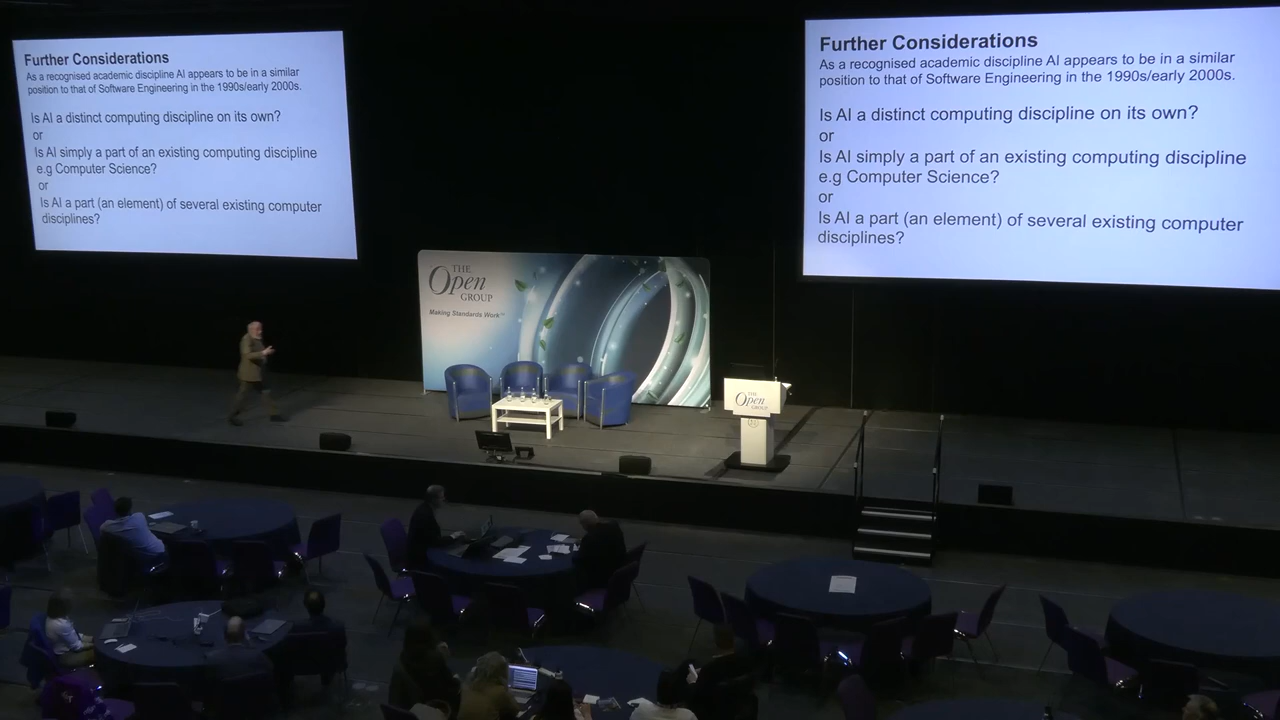 Further Considerations
As a recognised academic discipline AI appears to be in a similar
position to that of Software Engineering in the 1990s/early 2000s.
Is AI a distinct computing discipline on its own?
or
Is AI simply a part of an existing computing discipline
e.g Computer Science?
or
Is AI a part (an element) of several existing computer
disciplines?
Further Considerations
As a recognised academic discipline AI appears to be in a similar
position to that of Software Engineering in the 1990s/early 2000s.
Is AI a distinct computing discipline on its own?
or
Is AI simply a part of an existing computing discipline
e.g Computer Science?
or
Is AI a part (an element) of several existing computer
disciplines?
THE
Open
GROUP
Making Standards Work™
THE
Open
GROUP